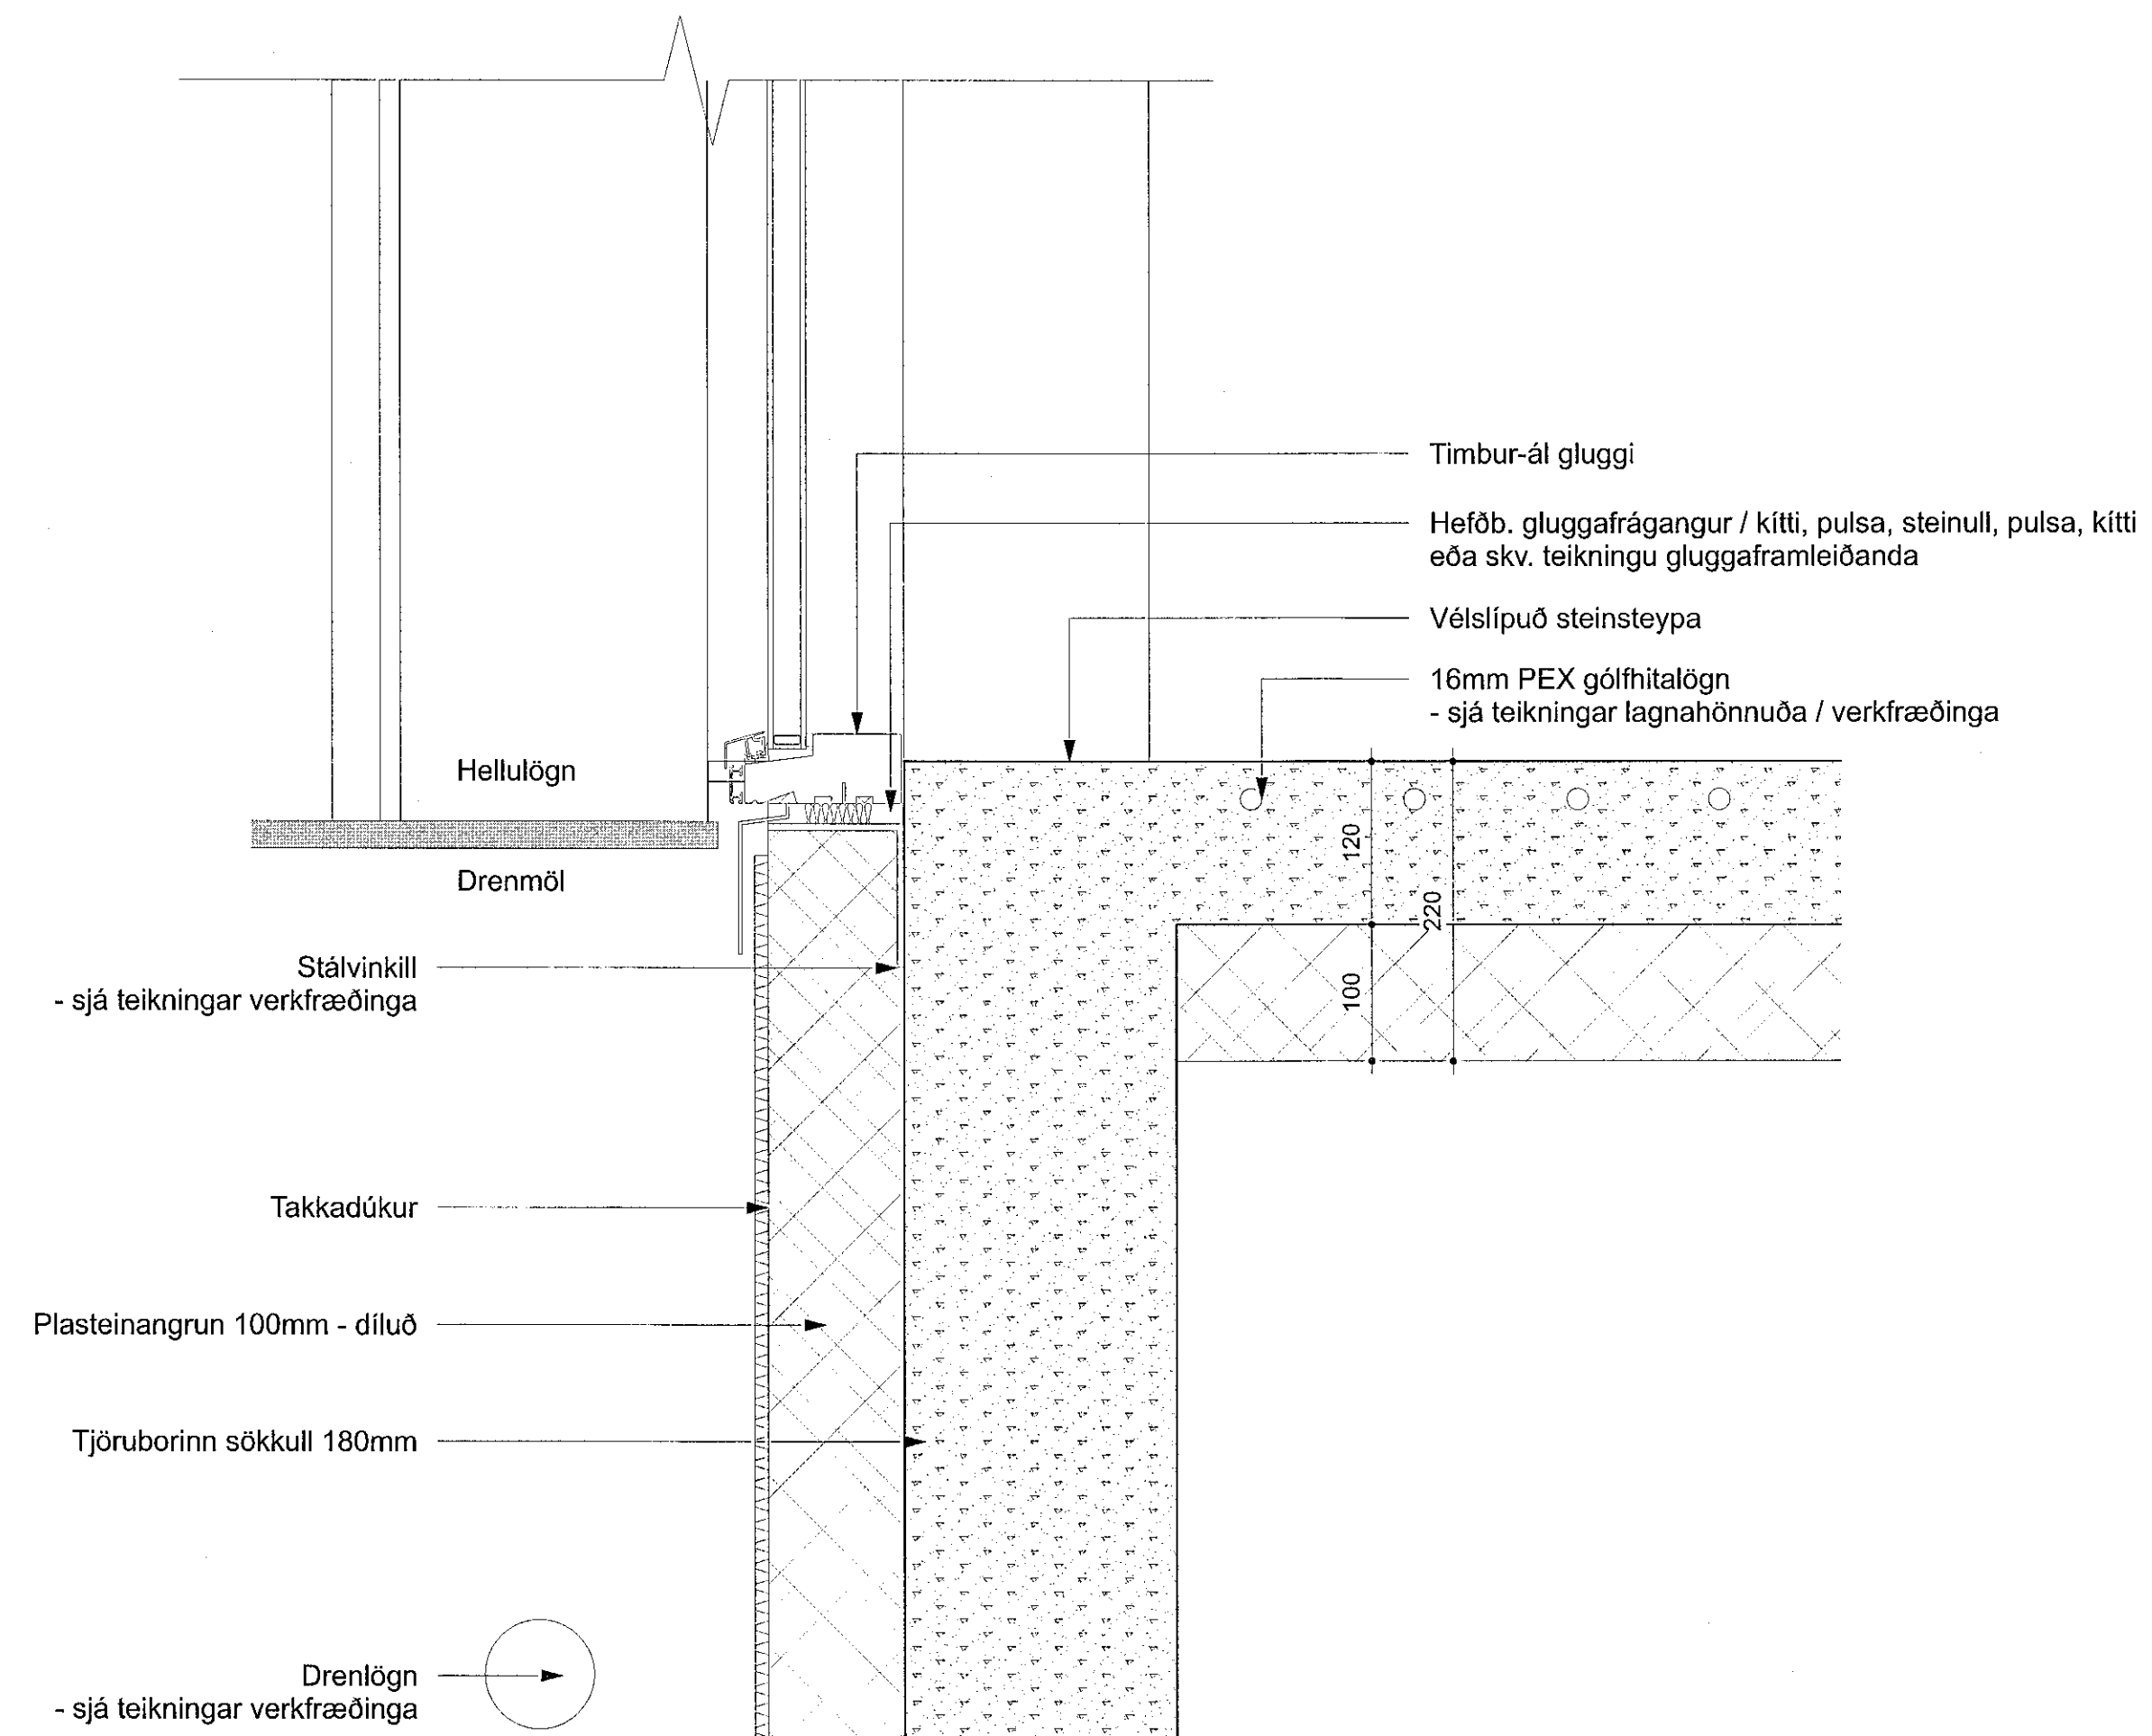 Timbur-ál gluggi
Hefðb. gluggafrágangur / kítti, pulsa, steinull, pulsa, kítti
eða skv. teikningu gluggaframleiðanda
Vélslípuð steinsteypa
16mm PEX gólfhitalögn
- sjá teikningar lagnahönnuða / verkfræðinga
Hellulögn
Drenmöl
120
220
100
Stálvinkill
- sjá teikningar verkfræðinga
Takkadúkur
Plasteinangrun 100mm - díluð
Tjöruborinn sökkull 180mm
Drenlögn
- sjá teikningar verkfræðinga